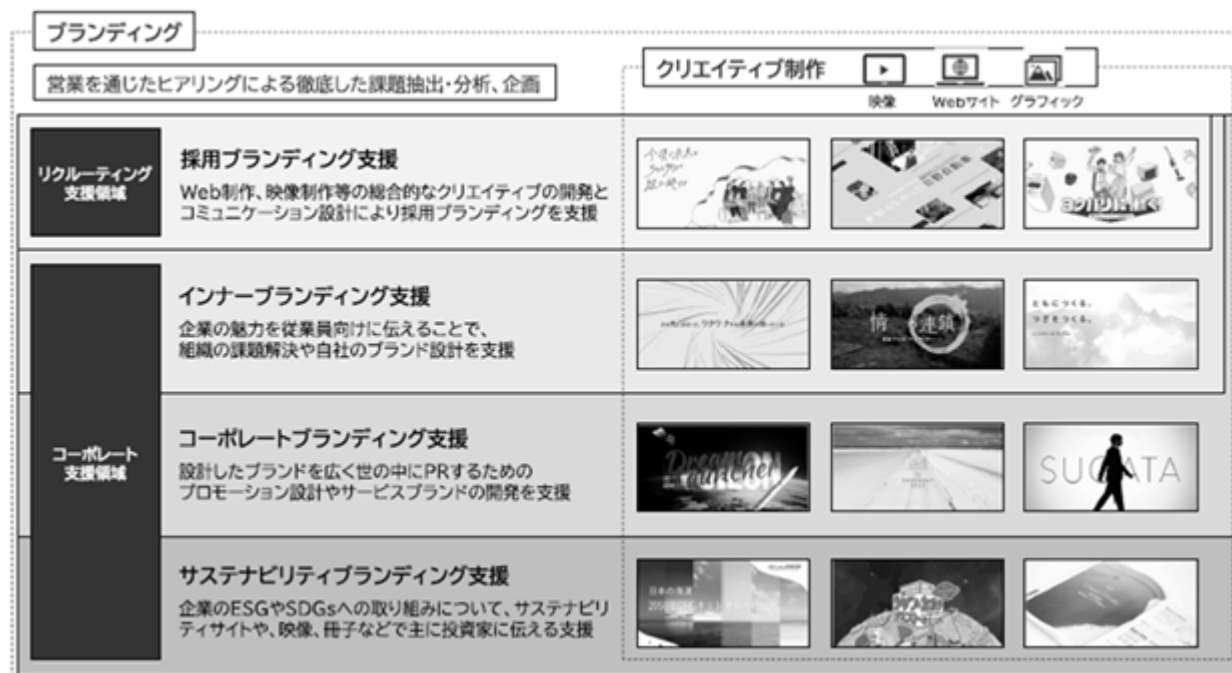 ブランディング
営業を通じたヒアリングによる徹底した課題抽出・分析、企画
クリエイティブ制作
映像
Webサイト
グラフィック
リクルーティング
支援領域
採用ブランディング支援
Web制作、映像制作等の総合的なクリエイティブの開発と
コミュニケーション設計により採用ブランディングを支援
コーポレート
支援領域
インナーブランディング支援
企業の魅力を従業員向けに伝えることで、
組織の課題解決や自社のブランド設計を支援
情 連鎖
ともにつくる。
つぎをつくる。
コーポレートブランディング支援
設計したブランドを広く世の中にPRするための
プロモーション設計やサービスブランドの開発を支援
SUGATA
サステナビリティブランディング支援
企業のESGやSDGsへの取り組みについて、サステナビリ
ティサイトや、映像、冊子などで主に投資家に伝える支援